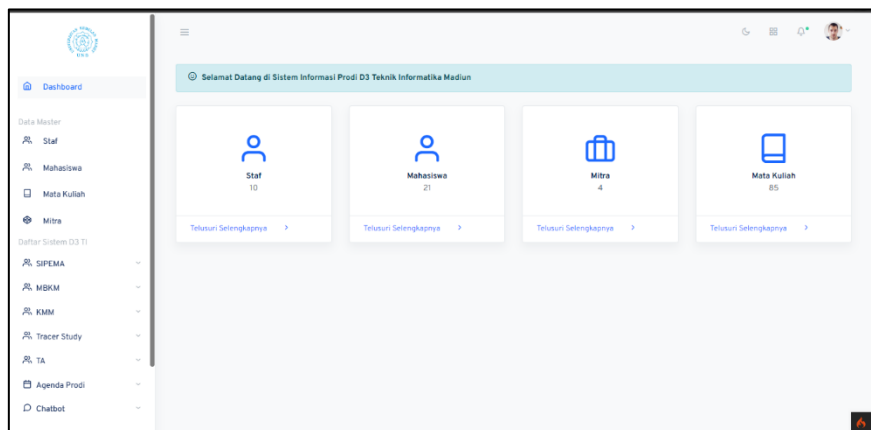 UNS
Dashboard
Selamat Datang di Sistem Informasi Prodi D3 Teknik Informatika Madiun
Data Master
Staf
Mahasiswa
Mata Kuliah
Mitra
Daftar Sistem D3 TI
SIPEMA
MBKM
KMM
Tracer Study
TA
Agenda Prodi
Chatbot
Staf
10
Telusuri Selengkapnya
Mahasiswa
21
Telusuri Selengkapnya
Mitra
4
Telusuri Selengkapnya
Mata Kuliah
85
Telusuri Selengkapnya